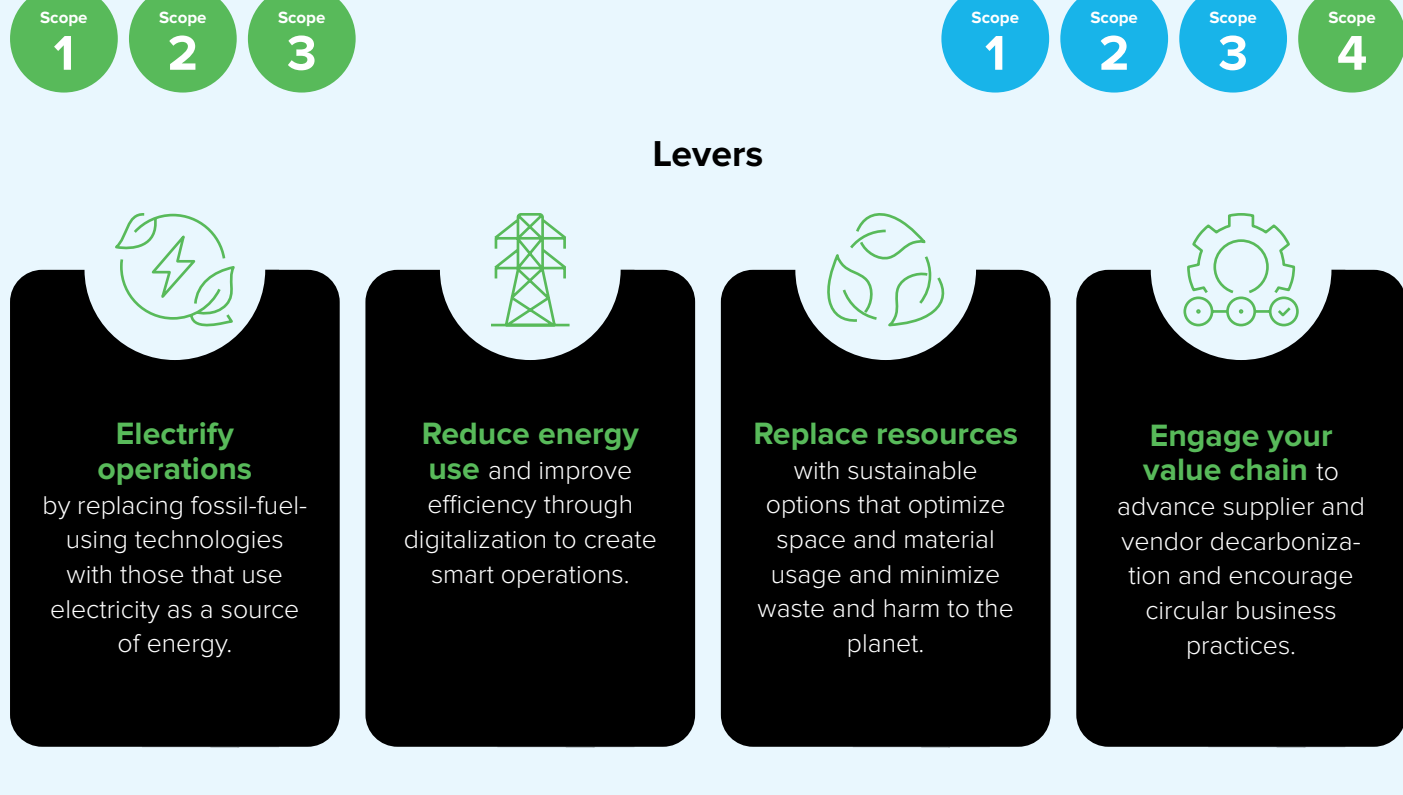 Scope Scope Scope Scope Scope Scope Scope
1 2 3 1 2 3 4
Levers
Electrify
operations
by replacing fossil-fuel-
using technologies
with those that use
electricity as a source
of energy.
Reduce energy
use and improve
efficiency through
digitalization to create
smart operations.
Replace resources
with sustainable
options that optimize
space and material
usage and minimize
waste and harm to the
planet.
Engage your
value chain to
advance supplier and
vendor decarboniza-
tion and encourage
circular business
practices.